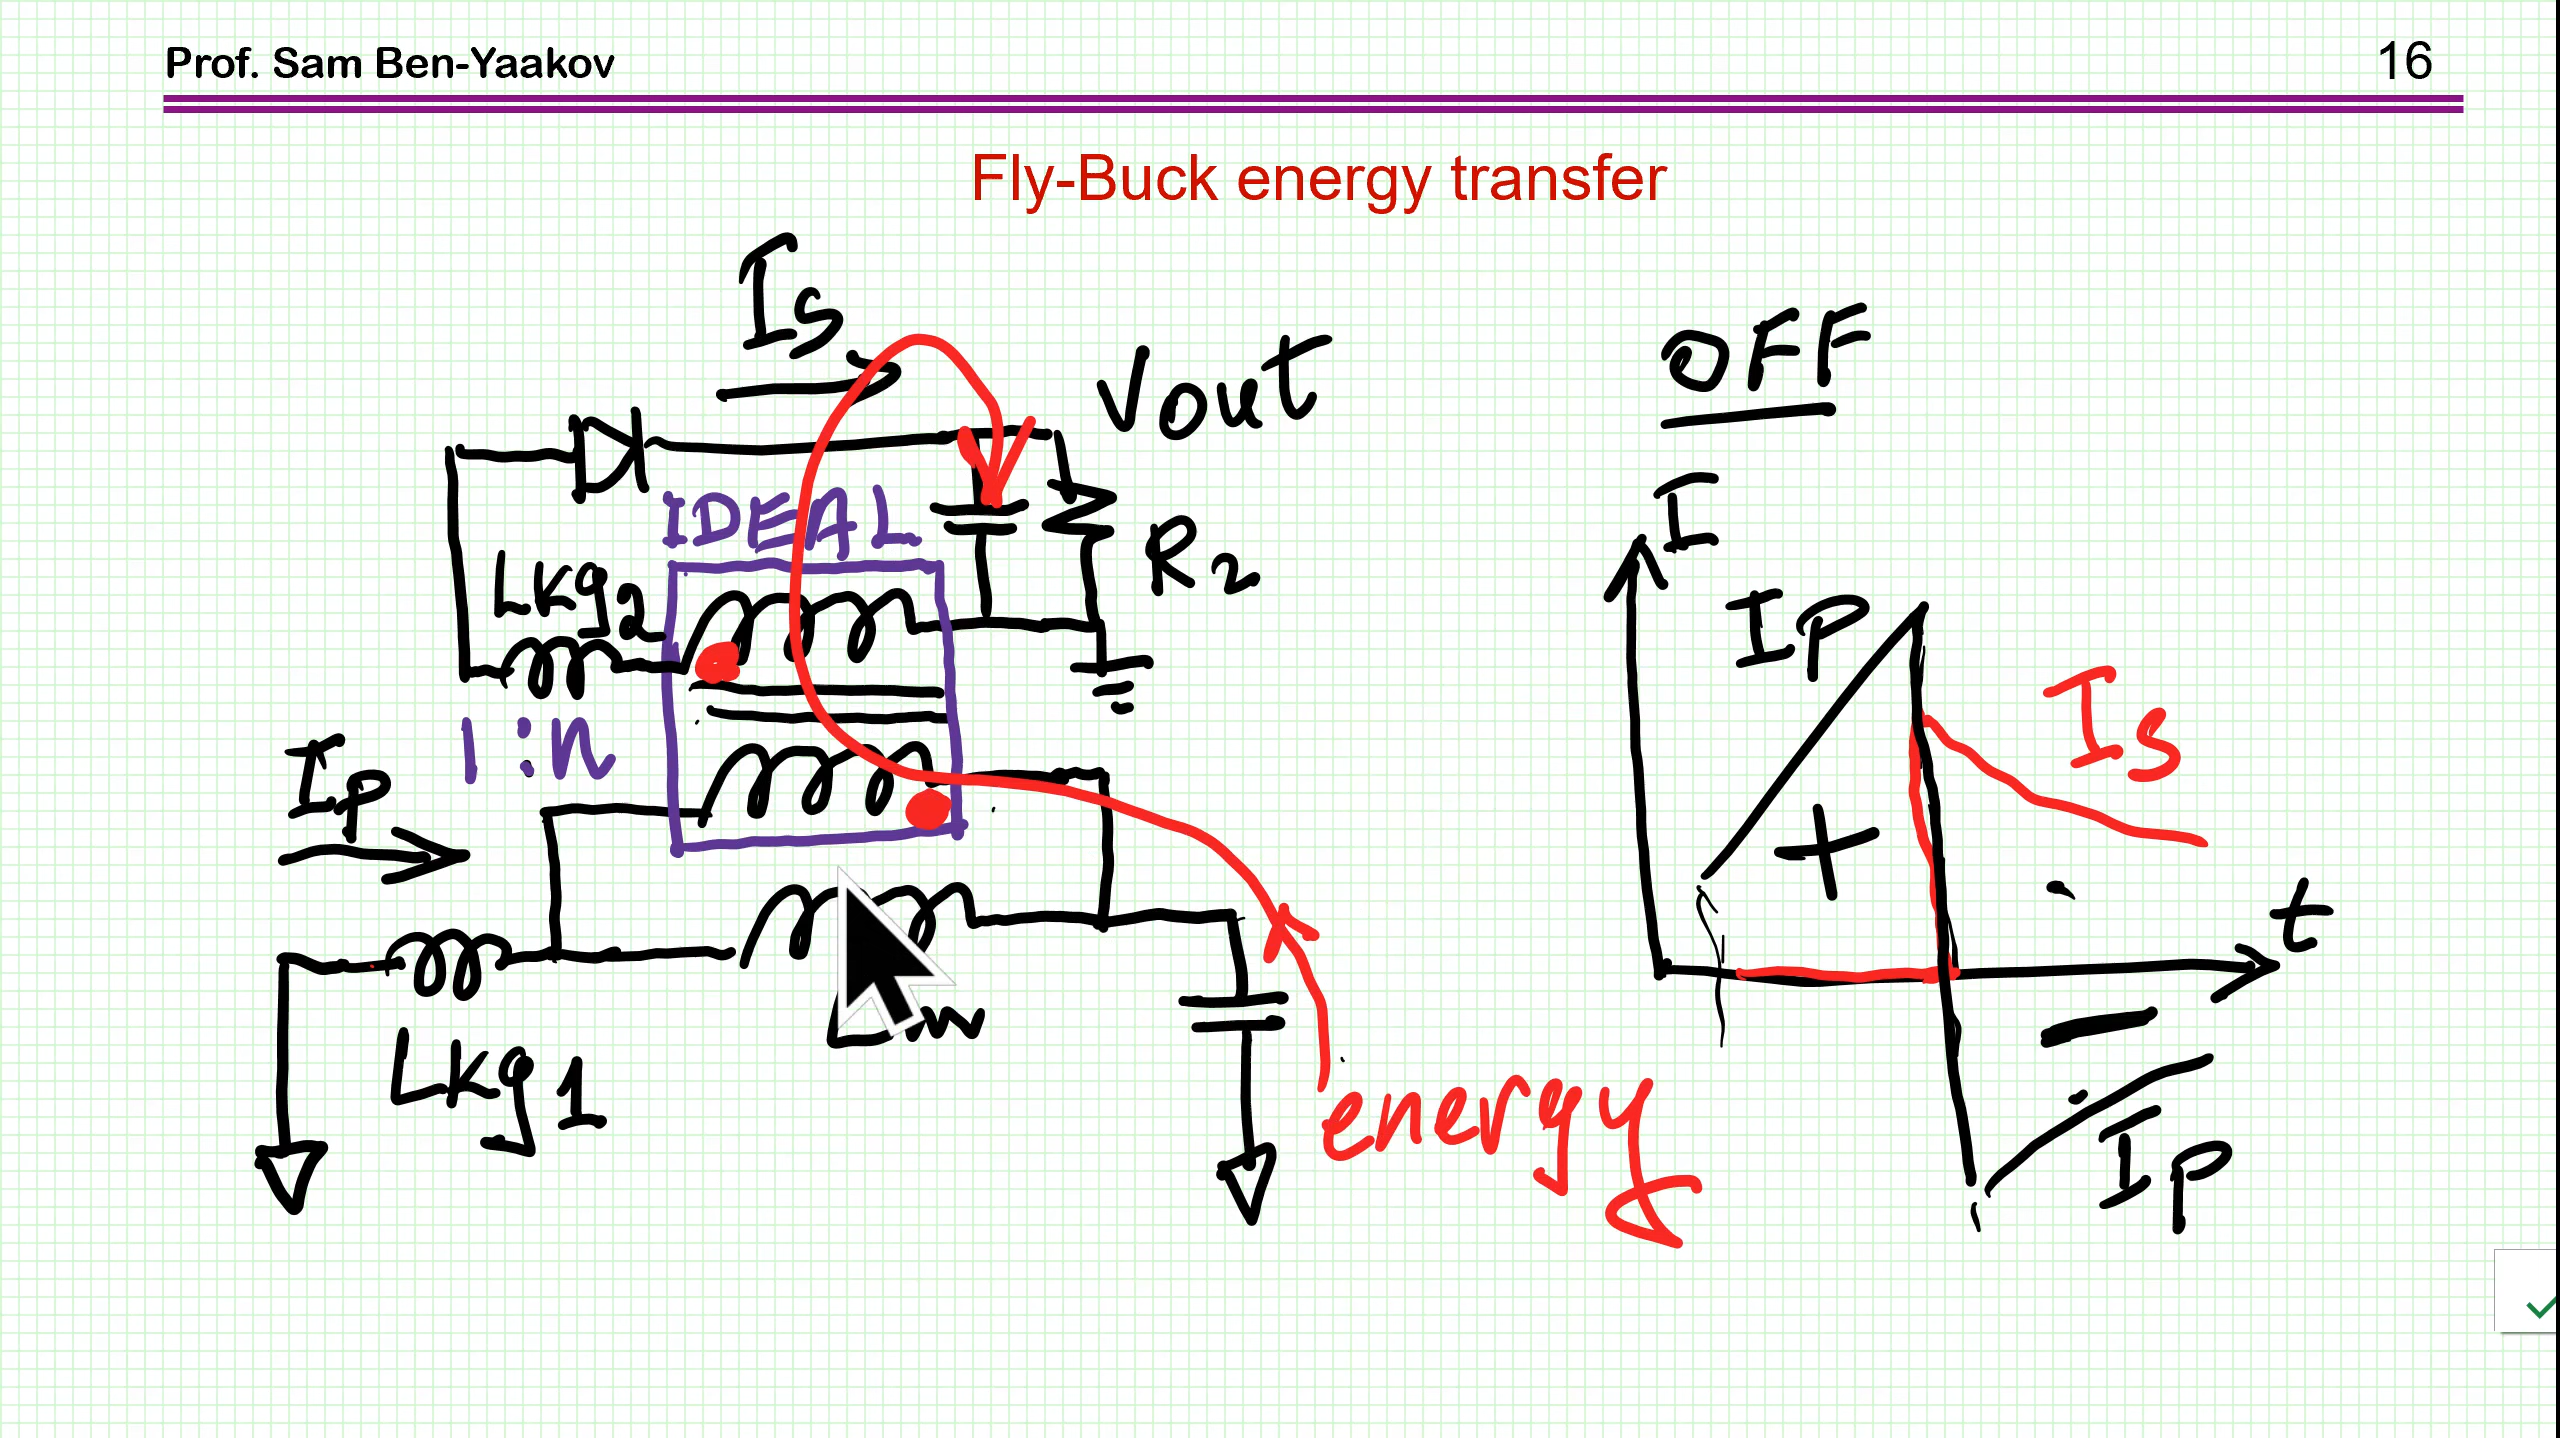 Prof. Sam Ben-Yaakov
16
Fly-Buck energy transfer
Is
Vout
OFF
I
IDEAL
R2
Lkg2
Ip
Is
1:n
Ip
+
t
Lm
Lkg1
energy
−
Ip